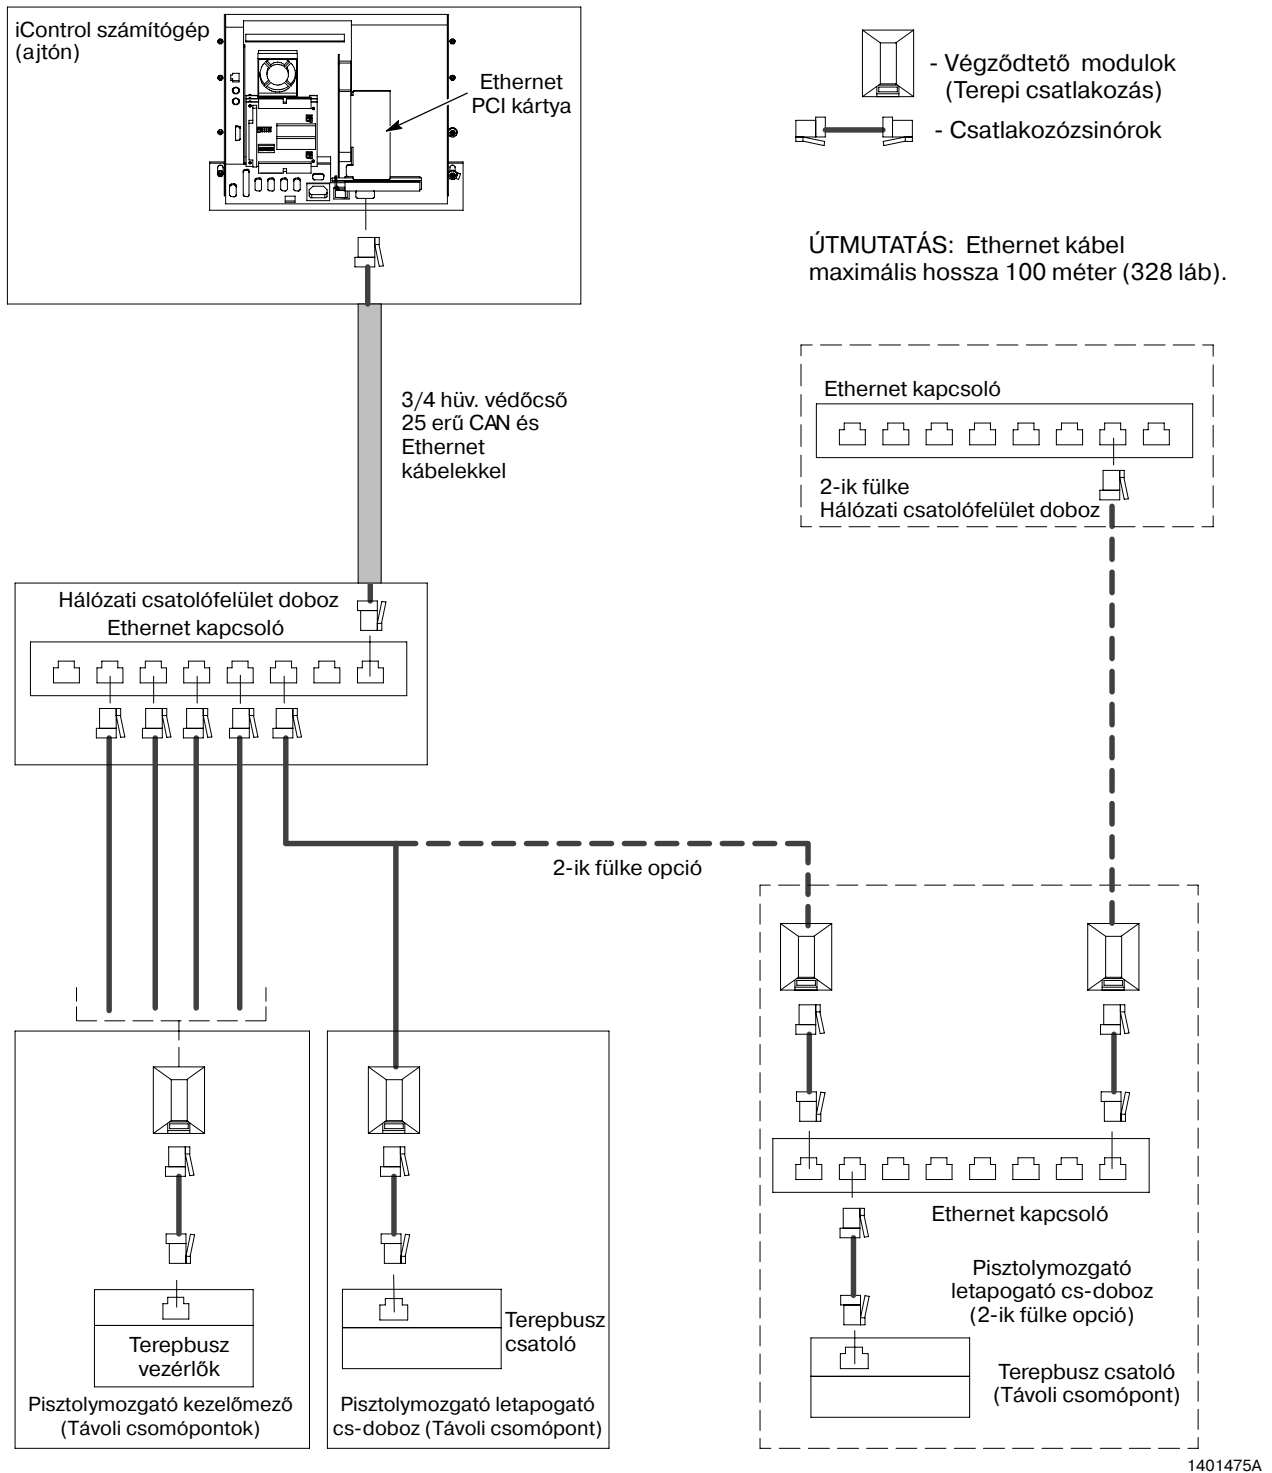 iControl számítógép
(ajtón)
Ethernet
PCI kártya
- Végződtető modulok
(Terepi csatlakozás)
- Csatlakozózsinórok
ÚTMUTATÁS: Ethernet kábel
maximális hossza 100 méter (328 láb).
3/4 hüv. védőcső
25 erű CAN és
Ethernet
kábelekkel
Ethernet kapcsoló
2-ik fülke
Hálózati csatolófelület doboz
Hálózati csatolófelület doboz
Ethernet kapcsoló
2-ik fülke opció
Ethernet kapcsoló
Pisztolymozgató
letapogató cs-doboz
(2-ik fülke opció)
Terepbusz csatoló
(Távoli csomópont)
Terepbusz
vezérlők
Pisztolymozgató kezelőmező
(Távoli csomópontok)
Terepbusz
csatoló
Pisztolymozgató letapogató
cs-doboz (Távoli csomópont)
1401475A